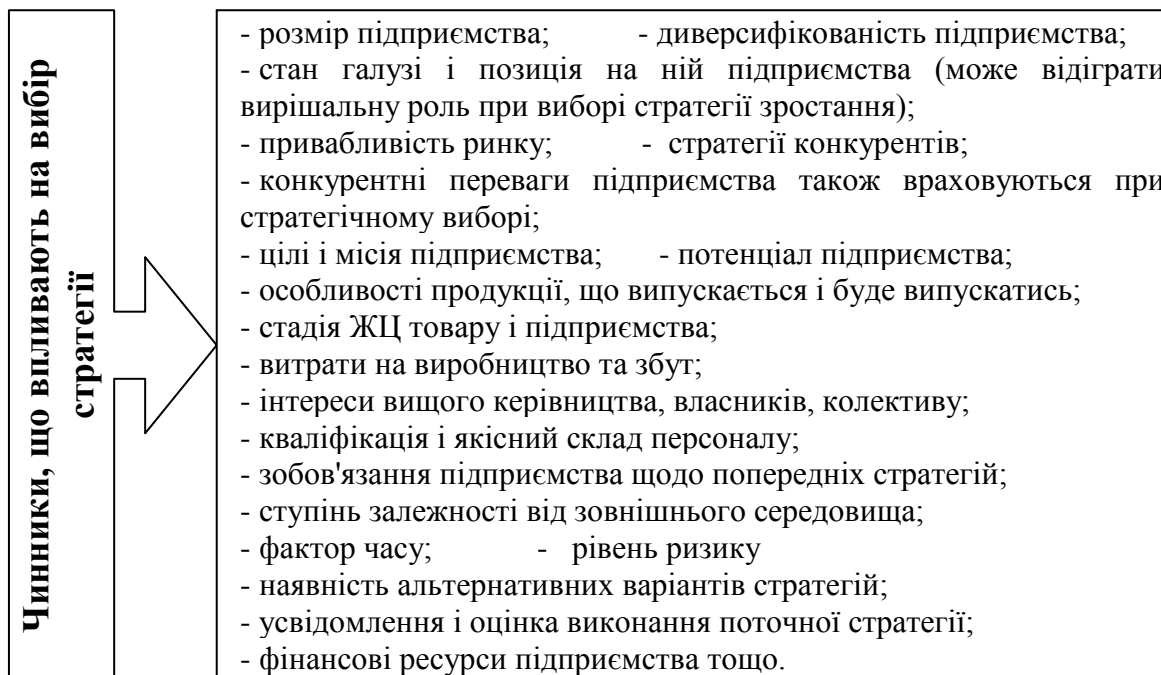 Чинники, що впливають на вибір
стратегії
- розмір підприємства; - диверсифікованість підприємства;
- стан галузі і позиція на ній підприємства (може відіграти
вирішальну роль при виборі стратегії зростання);
- привабливість ринку; - стратегії конкурентів;
- конкурентні переваги підприємства також враховуються при
стратегічному виборі;
- цілі і місія підприємства; - потенціал підприємства;
- особливості продукції, що випускається і буде випускатись;
- стадія ЖЦ товару і підприємства;
- витрати на виробництво та збут;
- інтереси вищого керівництва, власників, колективу;
- кваліфікація і якісний склад персоналу;
- зобов'язання підприємства щодо попередніх стратегій;
- ступінь залежності від зовнішнього середовища;
- фактор часу; - рівень ризику
- наявність альтернативних варіантів стратегій;
- усвідомлення і оцінка виконання поточної стратегії;
- фінансові ресурси підприємства тощо.